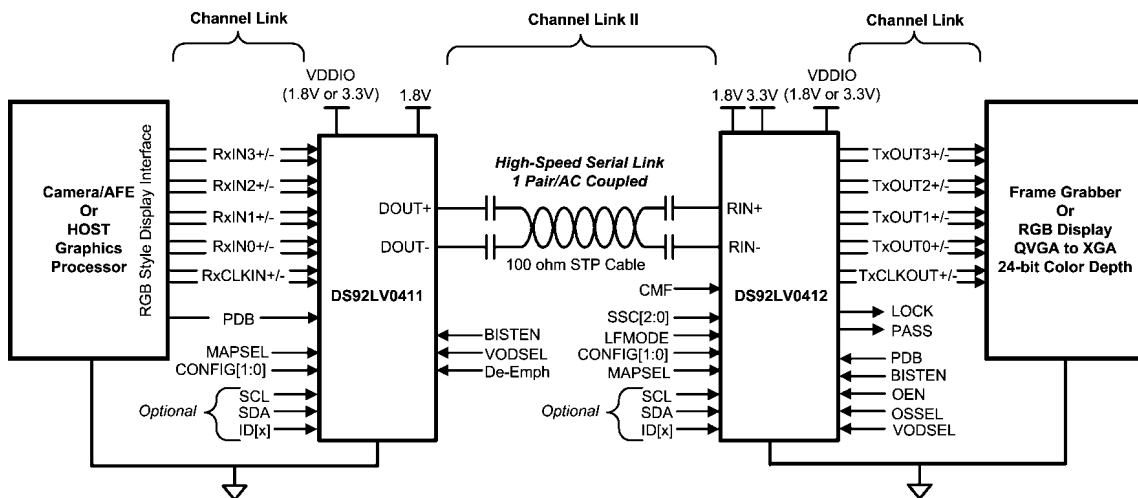 Channel Link
Channel Link II
Channel Link
VDDIO
(1.8V or 3.3V)
1.8V
1.8V
3.3V
VDDIO
(1.8V or 3.3V)
Camera/AFE
Or
HOST
Graphics
Processor
RGB Style Display Interface
RxIN3+/-
RxIN2+/-
RxIN1+/-
RxIN0+/-
RxCLKIN+/-
PDB
MAPSEL
CONFIG[1:0]
Optional
SCL
SDA
ID[x]
DOUT+
DOUT-
DS92LV0411
BISTEN
VODSEL
De-Emph
High-Speed Serial Link
1 Pair/AC Coupled
100 ohm STP Cable
CMF
SSC[2:0]
LFMODE
CONFIG[1:0]
MAPSEL
Optional
SCL
SDA
ID[x]
RIN+
RIN-
DS92LV0412
TxOUT3+/-
TxOUT2+/-
TxOUT1+/-
TxOUT0+/-
TxCLKOUT+/-
LOCK
PASS
PDB
BISTEN
OEN
OSSEL
VODSEL
Frame Grabber
Or
RGB Display
QVGA to XGA
24-bit Color Depth